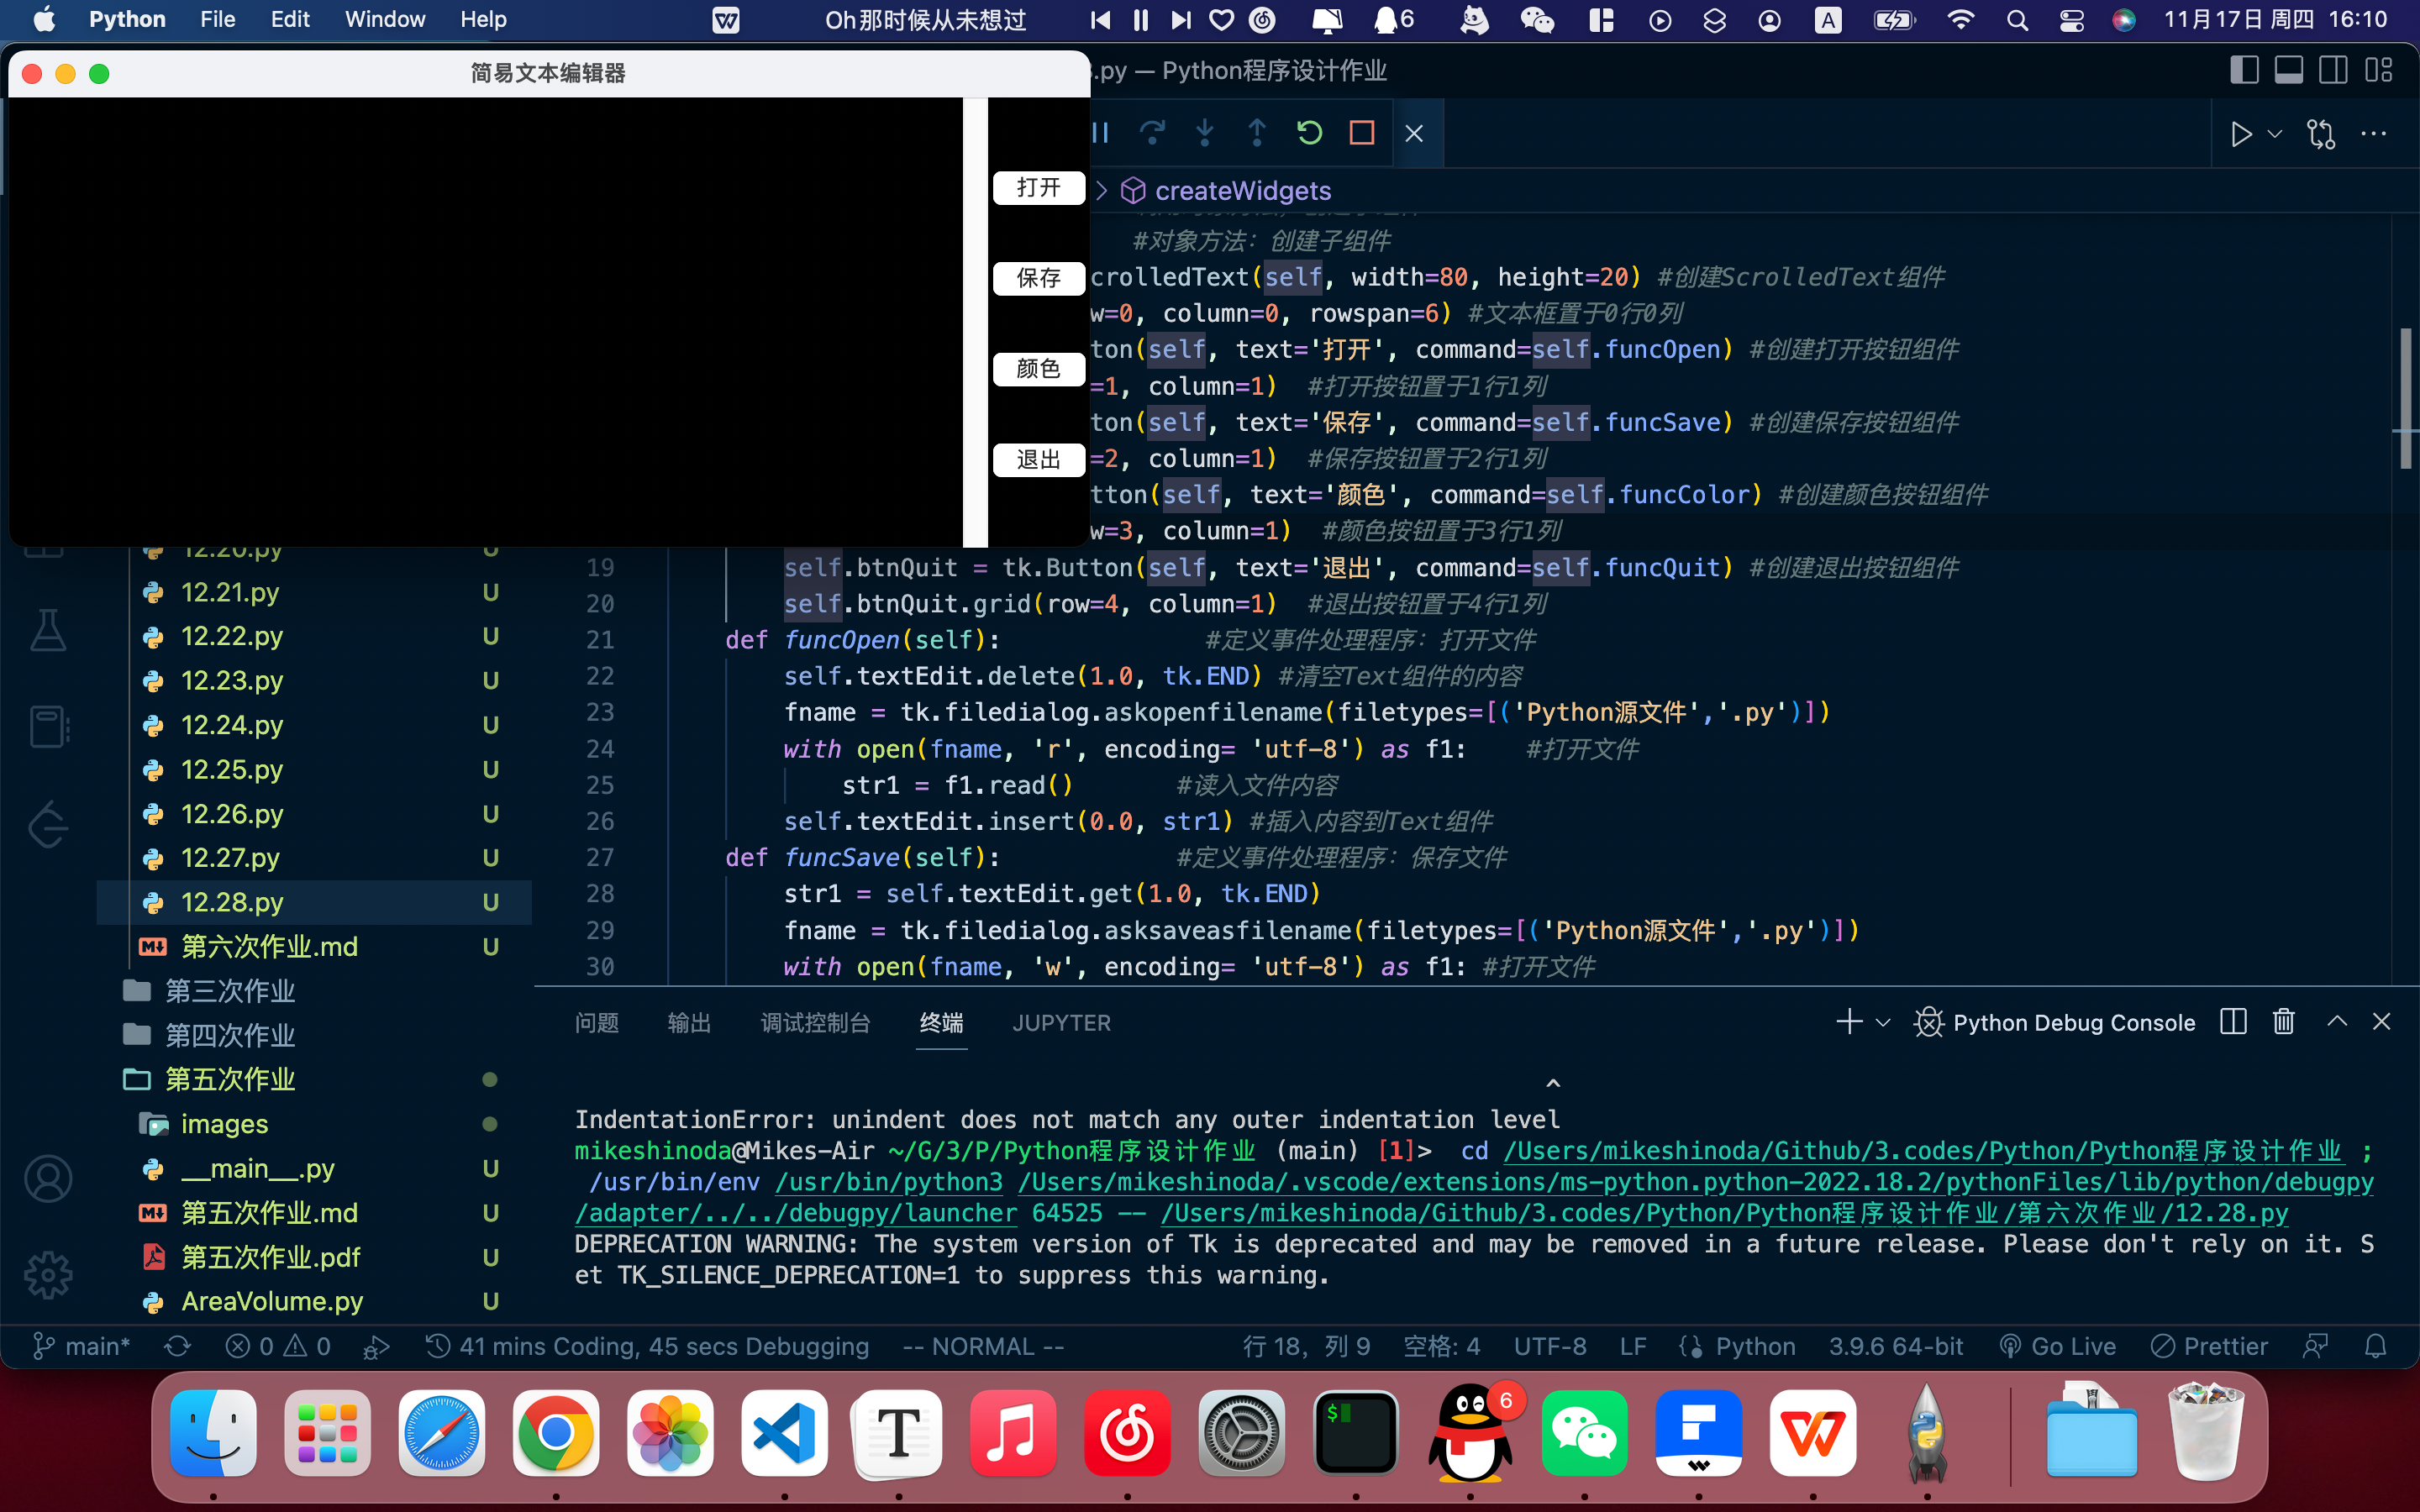 Python File Edit Window Help Oh那时候从未想过 6 A 11月17日 周四 16:10
简易文本编辑器
打开
保存
颜色
退出
.py — Python程序设计作业
createWidgets
#对象方法：创建子组件
crolledText(self, width=80, height=20) #创建ScrolledText组件
w=0, column=0, rowspan=6) #文本框置于0行0列
ton(self, text='打开', command=self.funcOpen) #创建打开按钮组件
=1, column=1) #打开按钮置于1行1列
ton(self, text='保存', command=self.funcSave) #创建保存按钮组件
=2, column=1) #保存按钮置于2行1列
tton(self, text='颜色', command=self.funcColor) #创建颜色按钮组件
w=3, column=1) #颜色按钮置于3行1列
19 self.btnQuit = tk.Button(self, text='退出', command=self.funcQuit) #创建退出按钮组件
20 self.btnQuit.grid(row=4, column=1) #退出按钮置于4行1列
21 def funcOpen(self): #定义事件处理程序：打开文件
22 self.textEdit.delete(1.0, tk.END) #清空Text组件的内容
23 fname = tk.filedialog.askopenfilename(filetypes=[('Python源文件','.py')])
24 with open(fname, 'r', encoding= 'utf-8') as f1: #打开文件
25 str1 = f1.read() #读入文件内容
26 self.textEdit.insert(0.0, str1) #插入内容到Text组件
27 def funcSave(self): #定义事件处理程序：保存文件
28 str1 = self.textEdit.get(1.0, tk.END)
29 fname = tk.filedialog.asksaveasfilename(filetypes=[('Python源文件','.py')])
30 with open(fname, 'w', encoding= 'utf-8') as f1: #打开文件
12.20.py U
12.21.py U
12.22.py U
12.23.py U
12.24.py U
12.25.py U
12.26.py U
12.27.py U
12.28.py U
第六次作业.md U
第三次作业
第四次作业
第五次作业
images
__main__.py U
第五次作业.md U
第五次作业.pdf U
AreaVolume.py U
问题 输出 调试控制台 终端 JUPYTER Python Debug Console
^
IndentationError: unindent does not match any outer indentation level
mikeshinoda@Mikes-Air ~/G/3/P/Python程序设计作业 (main) [1]> cd /Users/mikeshinoda/Github/3.codes/Python/Python程序设计作业 ;
/usr/bin/env /usr/bin/python3 /Users/mikeshinoda/.vscode/extensions/ms-python.python-2022.18.2/pythonFiles/lib/python/debugpy
/adapter/../../debugpy/launcher 64525 -- /Users/mikeshinoda/Github/3.codes/Python/Python程序设计作业/第六次作业/12.28.py
DEPRECATION WARNING: The system version of Tk is deprecated and may be removed in a future release. Please don't rely on it. S
et TK_SILENCE_DEPRECATION=1 to suppress this warning.
main* 0 0 41 mins Coding, 45 secs Debugging -- NORMAL -- 行 18，列 9 空格: 4 UTF-8 LF Python 3.9.6 64-bit Go Live Prettier
6